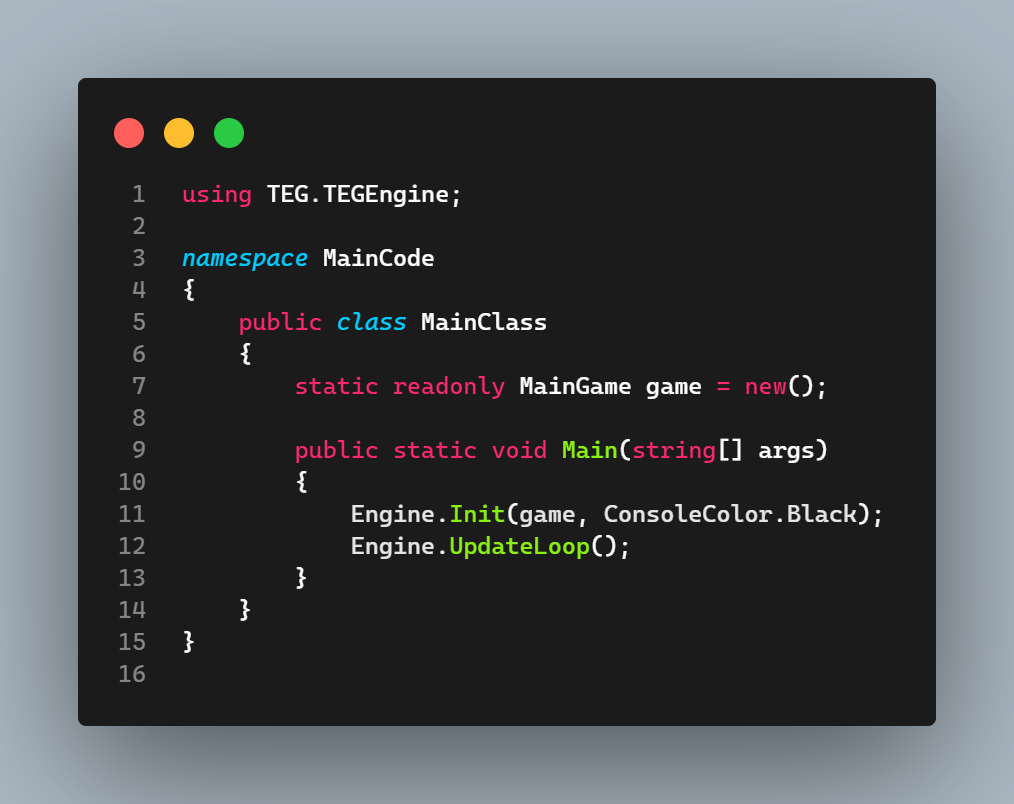 1 using TEG.TEGEngine;
2
3 namespace MainCode
4 {
5     public class MainClass
6     {
7         static readonly MainGame game = new();
8
9         public static void Main(string[] args)
10         {
11             Engine.Init(game, ConsoleColor.Black);
12             Engine.UpdateLoop();
13         }
14     }
15 }
16